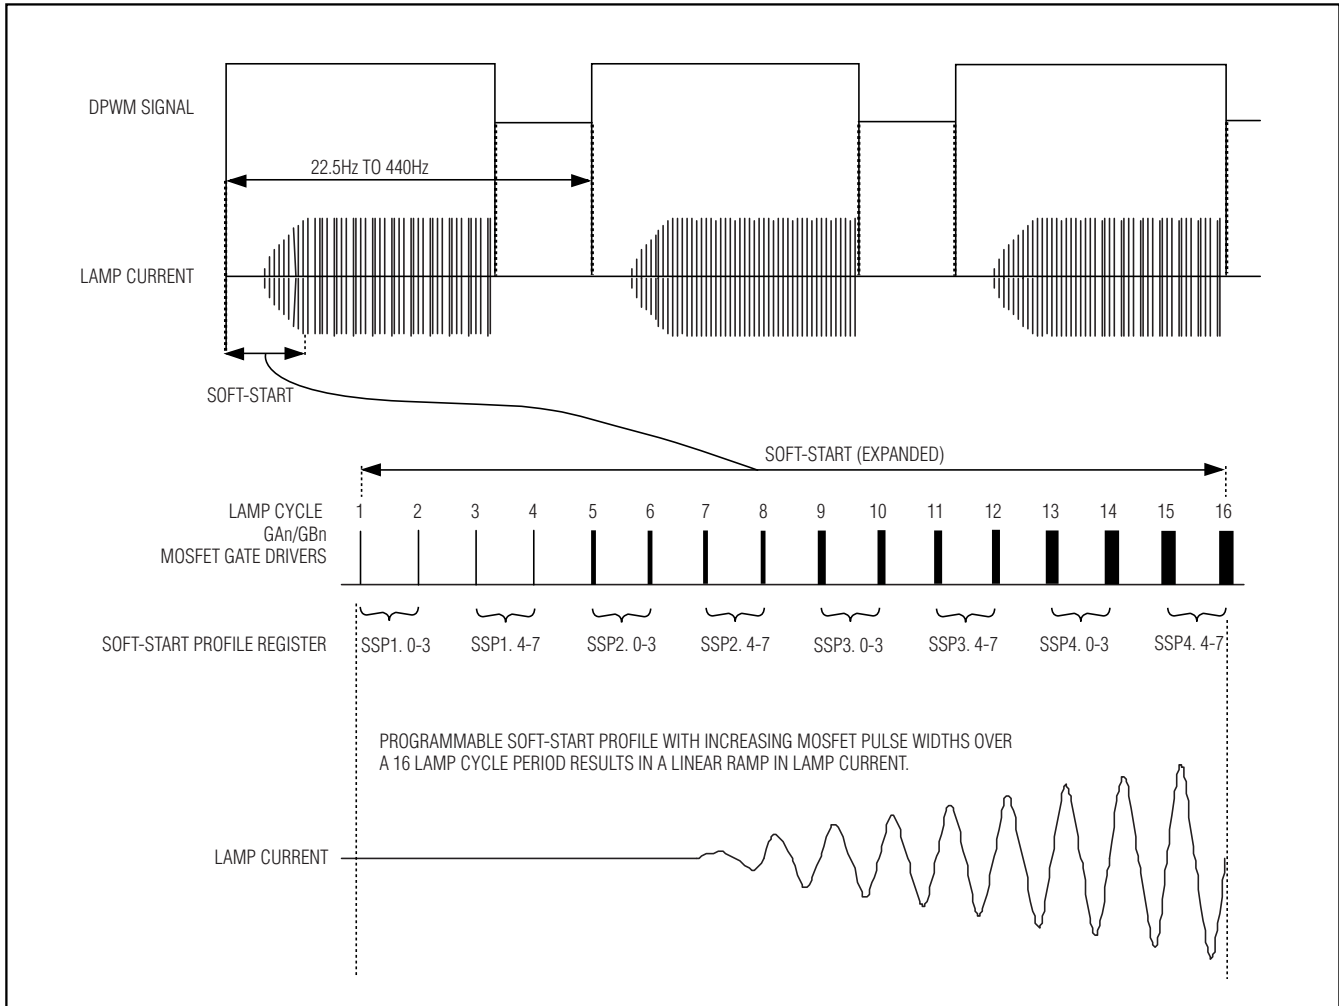 DPWM SIGNAL
22.5Hz TO 440Hz
LAMP CURRENT
SOFT-START
SOFT-START (EXPANDED)
LAMP CYCLE 1 2 3 4 5 6 7 8 9 10 11 12 13 14 15 16
GAn/GBn
MOSFET GATE DRIVERS
SOFT-START PROFILE REGISTER SSP1. 0-3 SSP1. 4-7 SSP2. 0-3 SSP2. 4-7 SSP3. 0-3 SSP3. 4-7 SSP4. 0-3 SSP4. 4-7
PROGRAMMABLE SOFT-START PROFILE WITH INCREASING MOSFET PULSE WIDTHS OVER
A 16 LAMP CYCLE PERIOD RESULTS IN A LINEAR RAMP IN LAMP CURRENT.
LAMP CURRENT